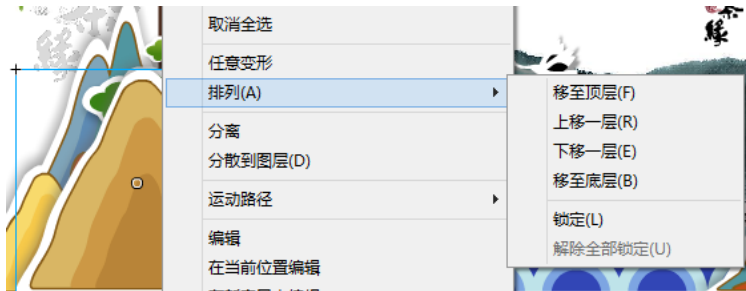 取消全选
任意变形
排列(A)
分离
分散到图层(D)
运动路径
编辑
在当前位置编辑
移至顶层(F)
上移一层(R)
下移一层(E)
移至底层(B)
锁定(L)
解除全部锁定(U)
缘